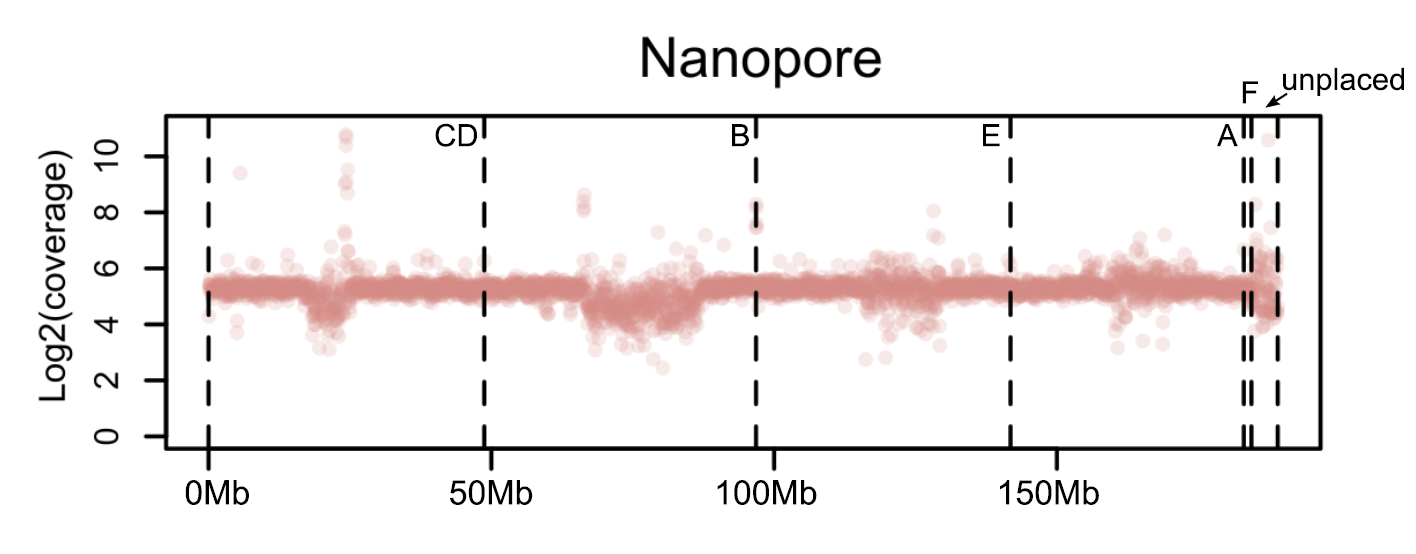 Nanopore
F
unplaced
CD
B
E
A
Log2(coverage)
10
8
6
4
2
0
0Mb
50Mb
100Mb
150Mb